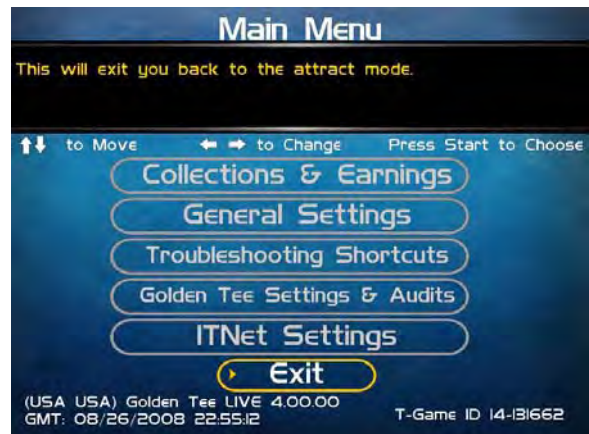 Main Menu
This will exit you back to the attract mode.
to Move to Change Press Start to Choose
Collections & Earnings
General Settings
Troubleshooting Shortcuts
Golden Tee Settings & Audits
ITNet Settings
Exit
(USA USA) Golden Tee LIVE 4.00.00
GMT: 08/26/2008 22:55:12
T-Game ID 14-131662